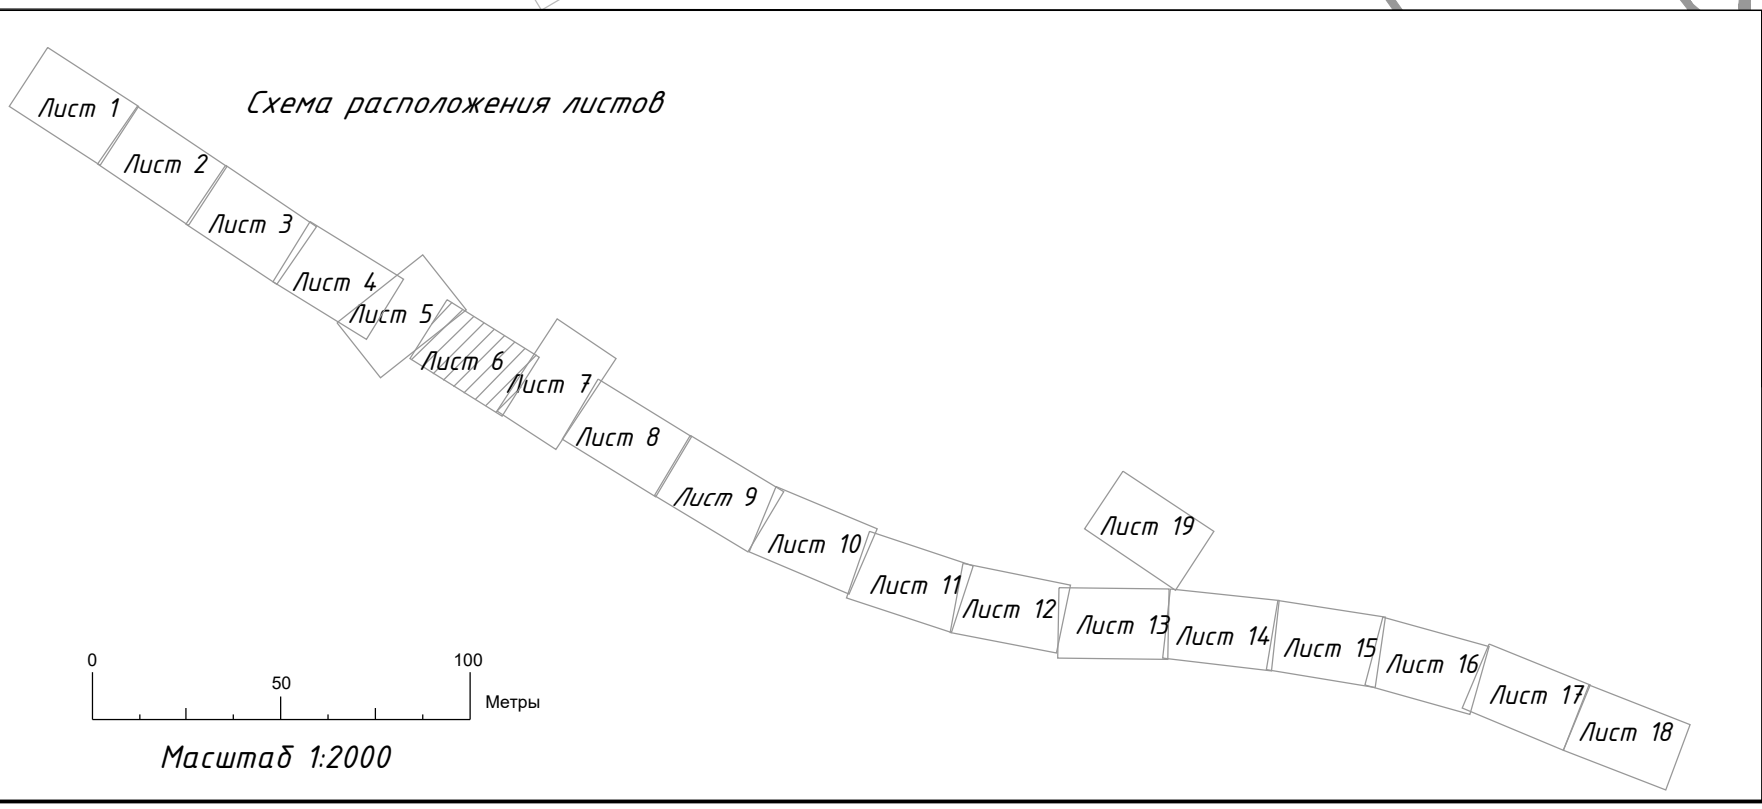 Схема расположения листов
Лист 1
Лист 2
Лист 3
Лист 4
Лист 5
Лист 6
Лист 7
Лист 8
Лист 9
Лист 10
Лист 11
Лист 12
Лист 13
Лист 14
Лист 15
Лист 16
Лист 17
Лист 18
Лист 19
0 50 100 Метры
Масштаб 1:2000